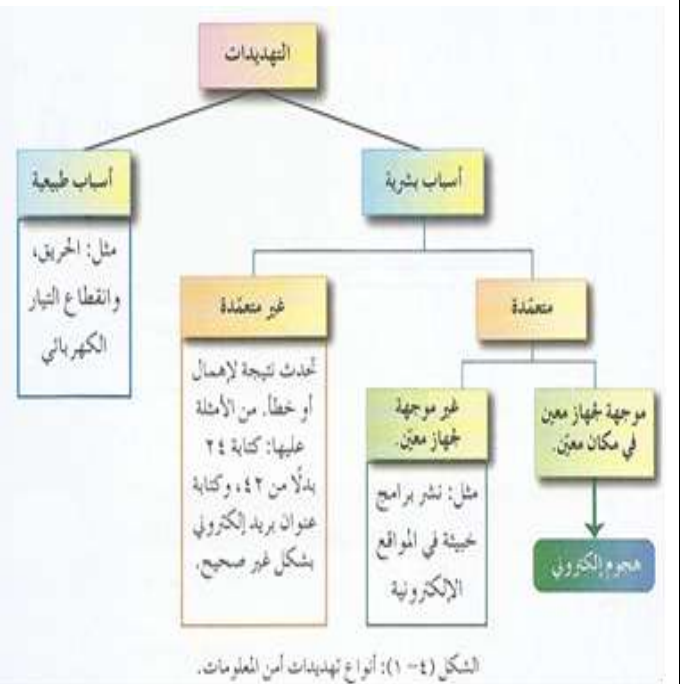 التهديدات
أسباب بشرية
أسباب طبيعية
مثل: الحريق،
وانقطاع التيار
الكهربائي
متعمّدة
غير متعمّدة
تحدث نتيجة لإهمال
أو خطأ. من الأمثلة
عليها: كتابة ٢٤
بدلًا من ٤٢، وكتابة
عنوان بريد إلكتروني
بشكل غير صحيح.
موجهة لجهاز معين
في مكان معيّن.
غير موجهة
لجهاز معيّن.
مثل: نشر برامج
خبيثة في المواقع
الإلكترونية
هجوم إلكتروني
الشكل (٤-١): أنواع تهديدات أمن المعلومات.